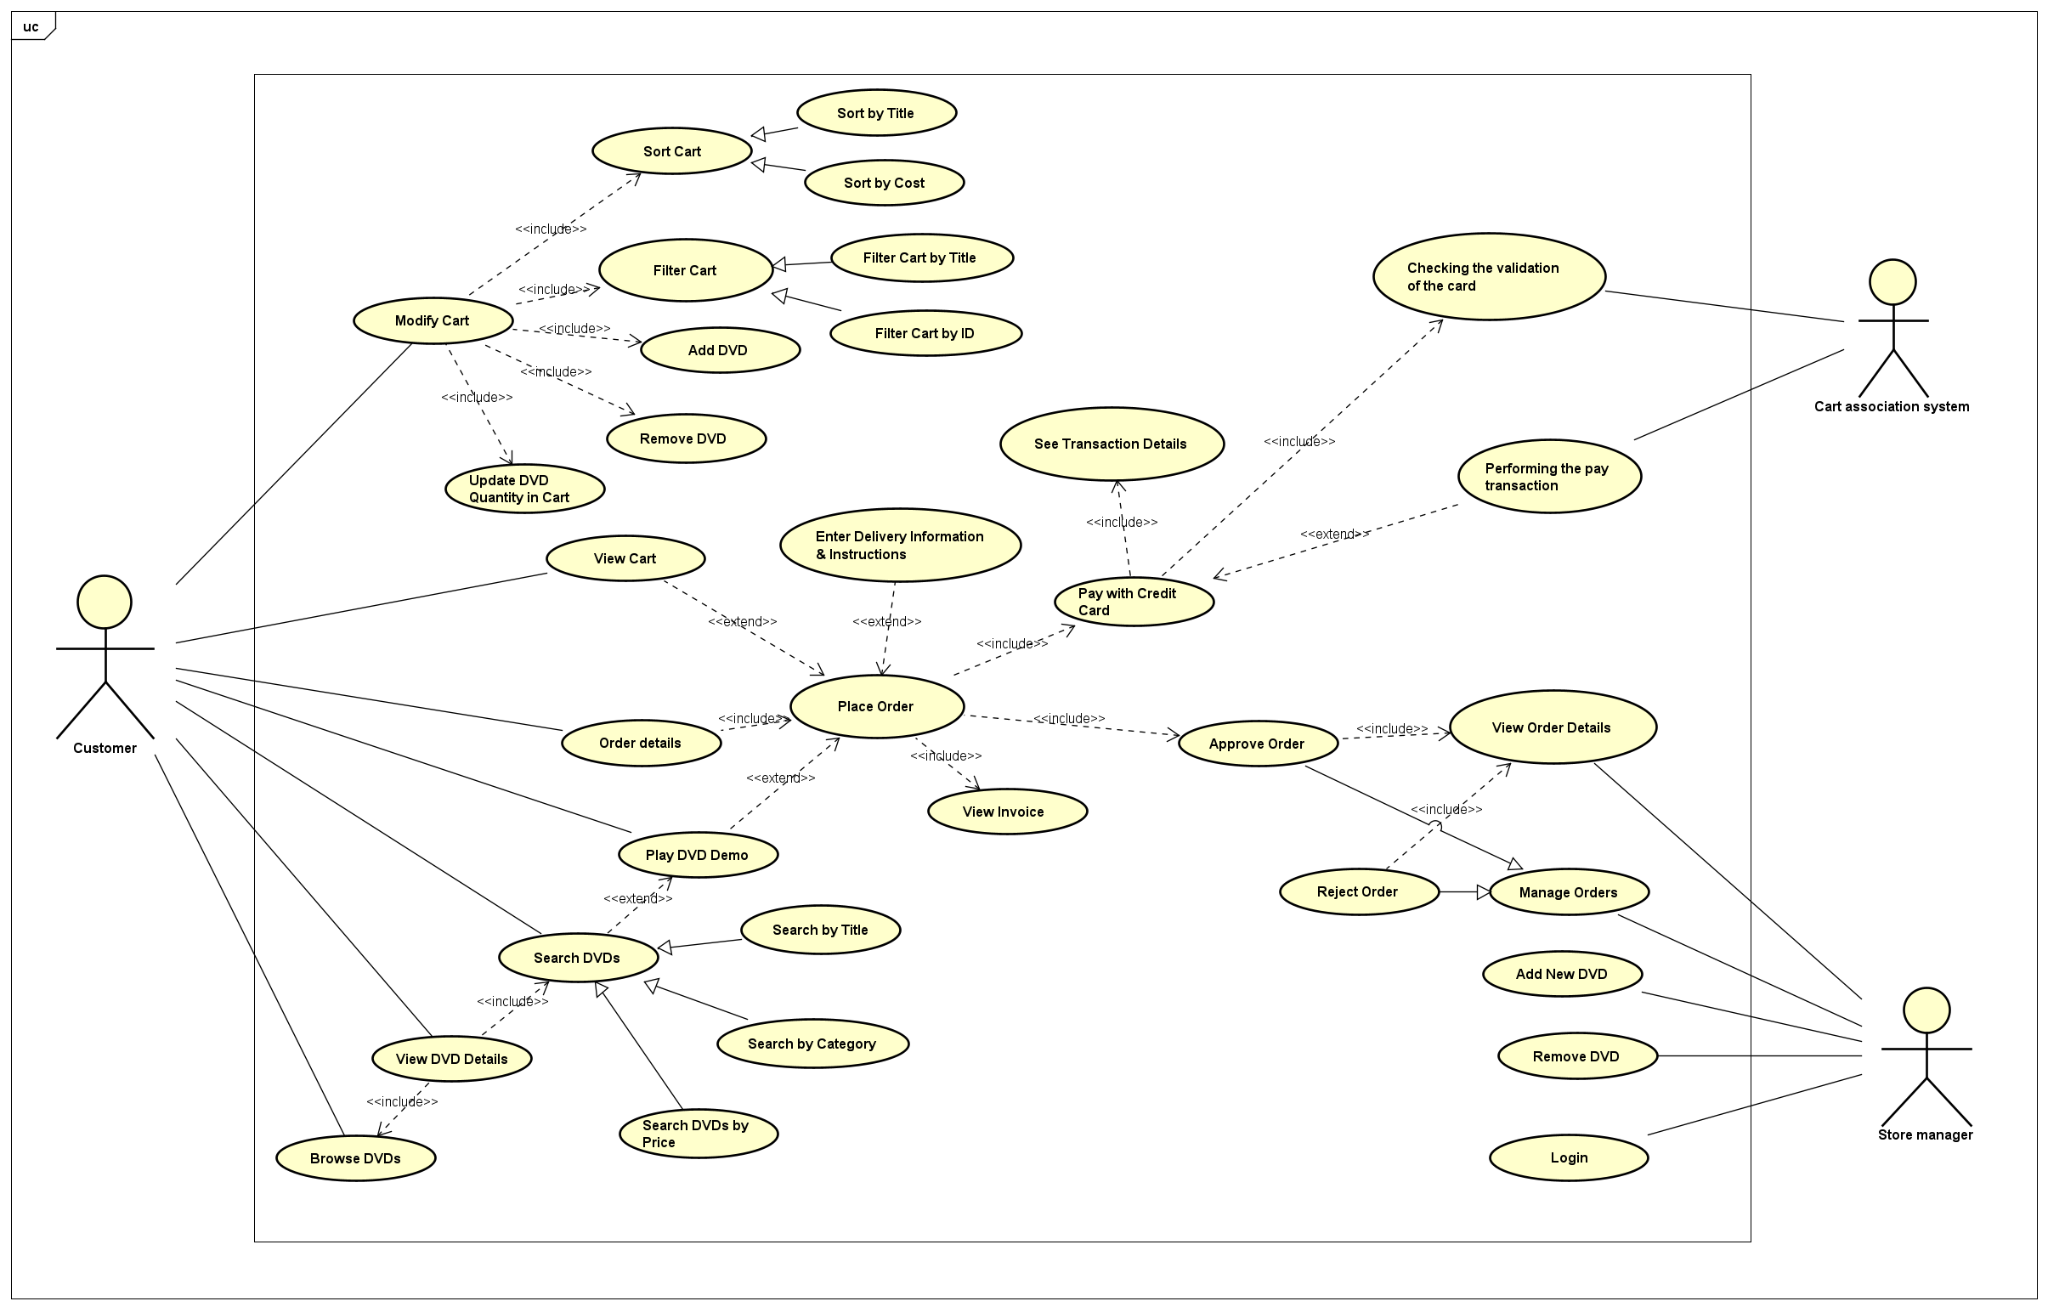 uc
Sort by Title
Sort Cart
Sort by Cost
<<include>>
Filter Cart by Title
Filter Cart
Checking the validation
of the card
<<include>>
Modify Cart
<<include>>
Filter Cart by ID
Add DVD
<<include>>
<<include>>
Cart association system
Remove DVD
See Transaction Details
<<include>>
Update DVD
Quantity in Cart
Performing the pay
transaction
<<include>>
<<extend>>
Enter Delivery Information
& Instructions
View Cart
Pay with Credit
Card
<<extend>>
<<extend>>
<<include>>
Place Order
<<include>>
<<include>>
<<include>>
View Order Details
Customer
Order details
Approve Order
<<include>>
<<extend>>
View Invoice
<<include>>
Play DVD Demo
<<extend>>
Reject Order
Manage Orders
Search by Title
Search DVDs
Add New DVD
<<include>>
Search by Category
View DVD Details
Remove DVD
<<include>>
Search DVDs by
Price
Store manager
Browse DVDs
Login